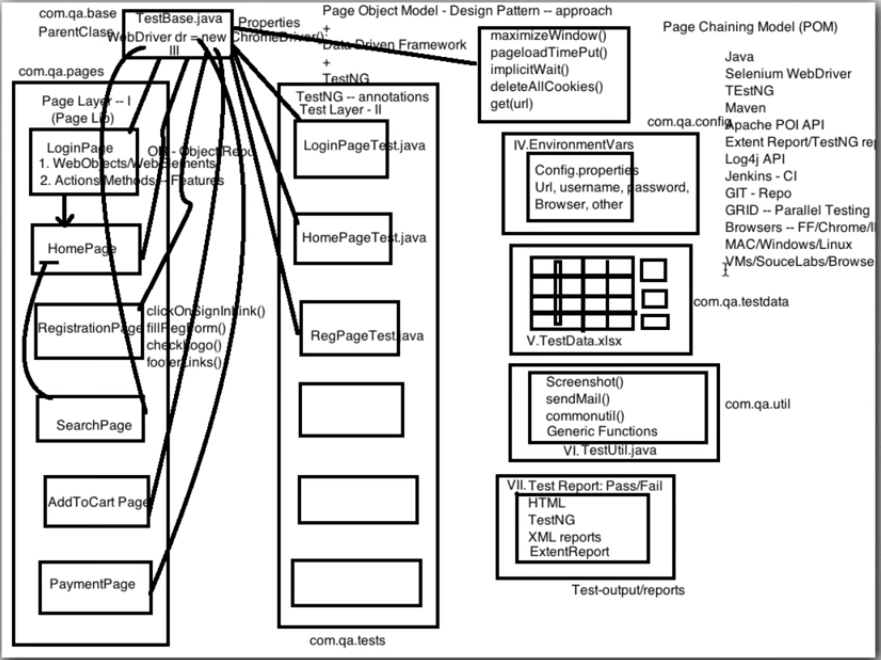 com.qa.base
ParentClass
TestBase.java
WebDriver dr = new ChromeDriver();
III
Properties
Page Object Model - Design Pattern -- approach
+
Data Driven Framework
+
TestNG
maximizeWindow()
pageloadTimePut()
implicitWait()
deleteAllCookies()
get(url)
Page Chaining Model (POM)
Java
Selenium WebDriver
TEstNG
Maven
Apache POI API
Extent Report/TestNG
Log4j API
Jenkins - CI
GIT - Repo
GRID -- Parallel Testing
Browsers -- FF/Chrome/
MAC/Windows/Linux
VMs/SouceLabs/Browse
com.qa.pages
Page Layer -- I
(Page Lib)
LoginPage
OR - Object Repo
1. WebObjects/WebElements
2. Actions/Methods -- Features
HomePage
RegistrationPage
clickOnSignInLink()
fillRegForm()
checkLogo()
footerLinks()
SearchPage
AddToCart Page
PaymentPage
TestNG -- annotations
Test Layer - II
LoginPageTest.java
HomePageTest.java
RegPageTest.java
com.qa.tests
com.qa.config
IV.EnvironmentVars
Config.properties
Url, username, password,
Browser, other
com.qa.testdata
V.TestData.xlsx
Screenshot()
sendMail()
commonutil()
Generic Functions
VI. TestUtil.java
com.qa.util
VII. Test Report: Pass/Fail
HTML
TestNG
XML reports
ExtentReport
Test-output/reports